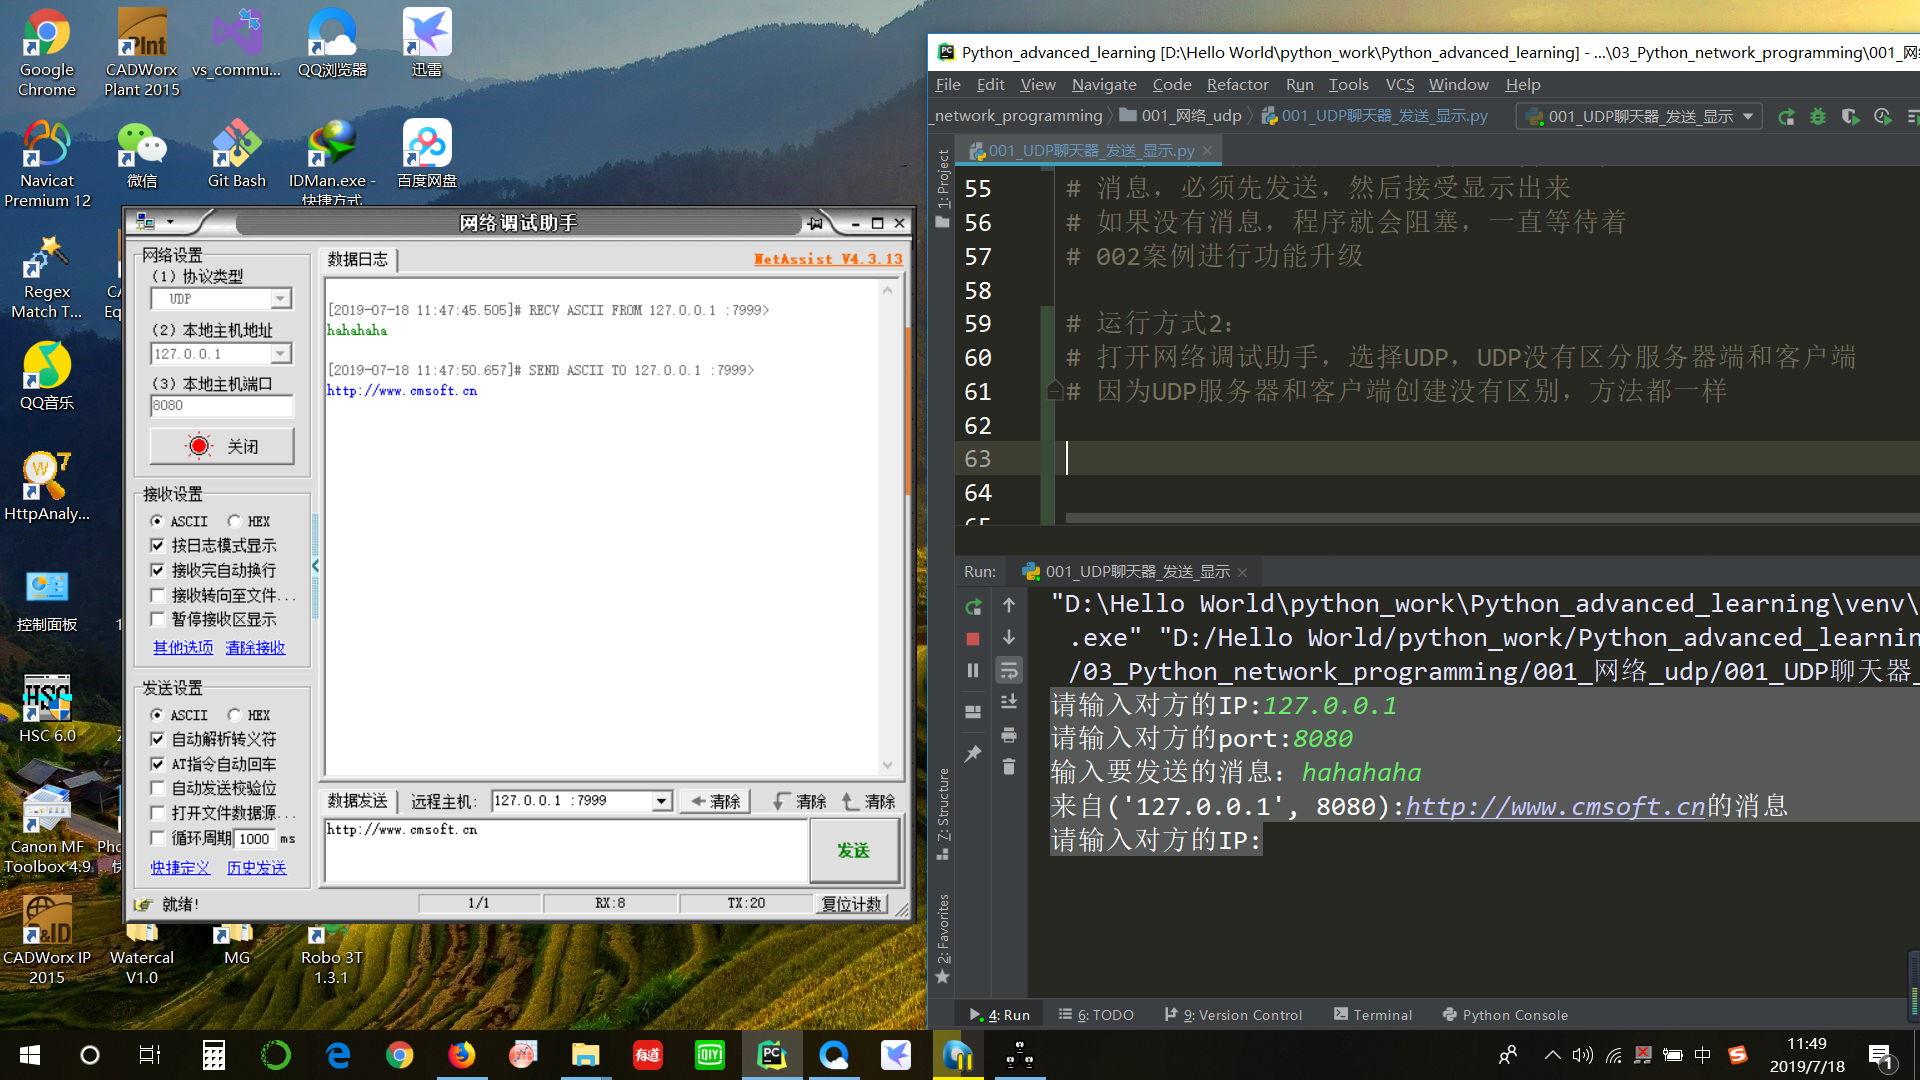 Google
Chrome
CADWorx
Plant 2015
vs_commu...
QQ浏览器
迅雷
Navicat
Premium 12
微信
Git Bash
IDMan.exe -
快捷方式
百度网盘
Regex
Match T...
QQ音乐
HttpAnaly...
控制面板
HSC 6.0
Canon MF
Toolbox 4.9
CADWorx IP
2015
Watercal
V1.0
MG
Robo 3T
1.3.1
网络调试助手
网络设置
（1）协议类型
UDP
（2）本地主机地址
127.0.0.1
（3）本地主机端口
8080
关闭
接收设置
ASCII HEX
按日志模式显示
接收完自动换行
接收转向至文件...
暂停接收区显示
其他选项 清除接收
发送设置
ASCII HEX
自动解析转义符
AT指令自动回车
自动发送校验位
打开文件数据源...
循环周期 1000 ms
快捷定义 历史发送
就绪!
数据日志
NetAssist V4.3.13
[2019-07-18 11:47:45.505]# RECV ASCII FROM 127.0.0.1 :7999>
hahahaha
[2019-07-18 11:47:50.657]# SEND ASCII TO 127.0.0.1 :7999>
http://www.cmsoft.cn
数据发送 远程主机: 127.0.0.1 :7999 清除 清除 清除
http://www.cmsoft.cn
发送
1/1 RX:8 TX:20 复位计数
Python_advanced_learning [D:\Hello World\python_work\Python_advanced_learning] - ...\03_Python_network_programming\001_网
File Edit View Navigate Code Refactor Run Tools VCS Window Help
_network_programming 001_网络_udp 001_UDP聊天器_发送_显示.py 001_UDP聊天器_发送_显示
001_UDP聊天器_发送_显示.py
1: Project
55 # 消息，必须先发送，然后接受显示出来
56 # 如果没有消息，程序就会阻塞，一直等待着
57 # 002案例进行功能升级
58
59 # 运行方式2：
60 # 打开网络调试助手，选择UDP，UDP没有区分服务器端和客户端
61 # 因为UDP服务器和客户端创建没有区别，方法都一样
62
63
64
65
Run: 001_UDP聊天器_发送_显示
"D:\Hello World\python_work\Python_advanced_learning\venv\
.exe" "D:/Hello World/python_work/Python_advanced_learnin
/03_Python_network_programming/001_网络_udp/001_UDP聊天器_
请输入对方的IP:127.0.0.1
请输入对方的port:8080
输入要发送的消息：hahahaha
来自('127.0.0.1', 8080):http://www.cmsoft.cn的消息
请输入对方的IP:
7: Structure
2: Favorites
4: Run 6: TODO 9: Version Control Terminal Python Console
中
11:49
2019/7/18
1